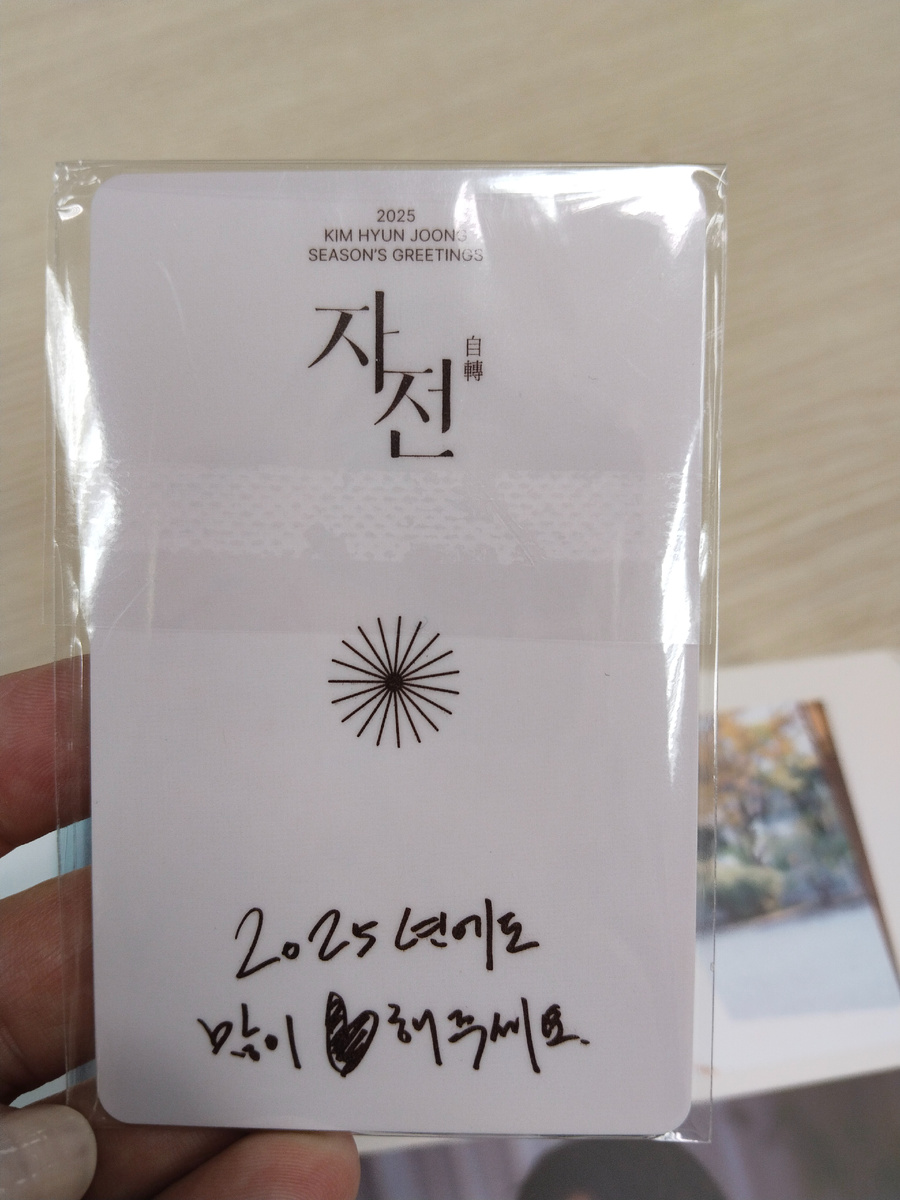 2025
KIM HYUN JOONG
SEASON'S GREETINGS
자전
自轉
2025년에도
많이 ♥해주세요.